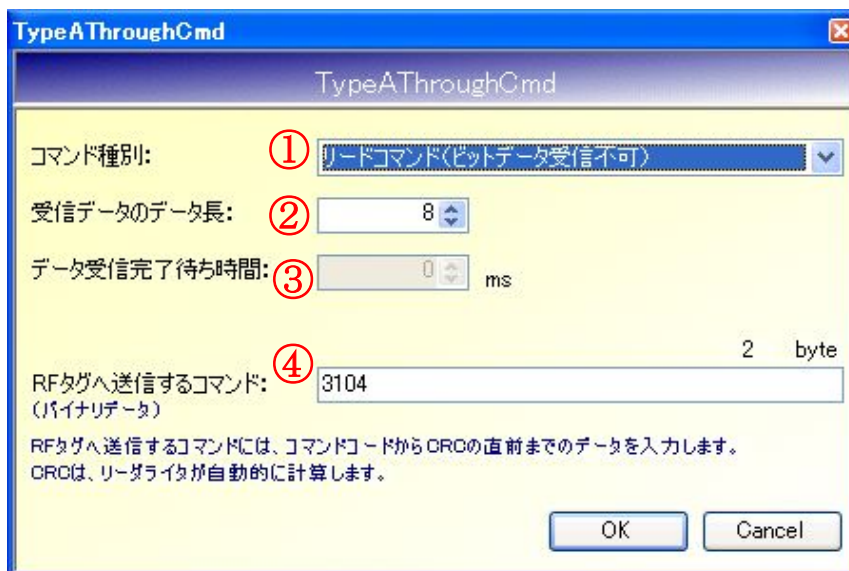 TypeAThroughCmd
TypeAThroughCmd
コマンド種別: ① リードコマンド(ビットデータ受信不可)
受信データのデータ長: ② 8
データ受信完了待ち時間: ③ 0 ms
2 byte
RFタグへ送信するコマンド: ④ 3104
(バイナリデータ)
RFタグへ送信するコマンドには、コマンドコードからCRCの直前までのデータを入力します。
CRCは、リーダライタが自動的に計算します。
OK Cancel